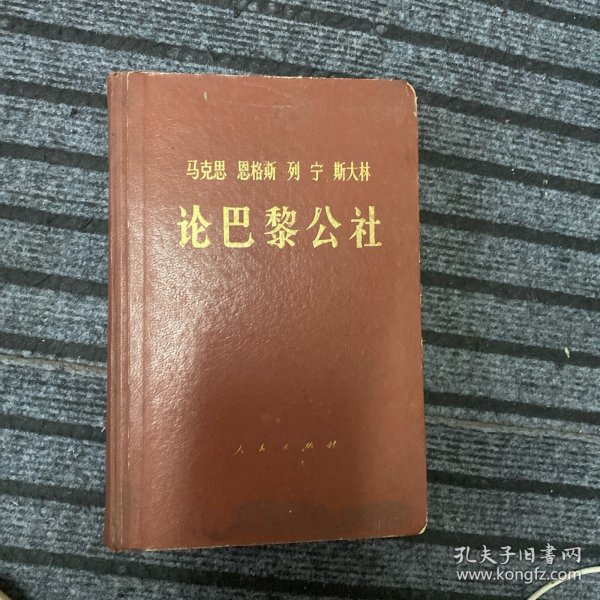 马克思 恩格斯 列宁 斯大林
论巴黎公社
人民出版社
孔夫子旧書网
www.kongfz.com